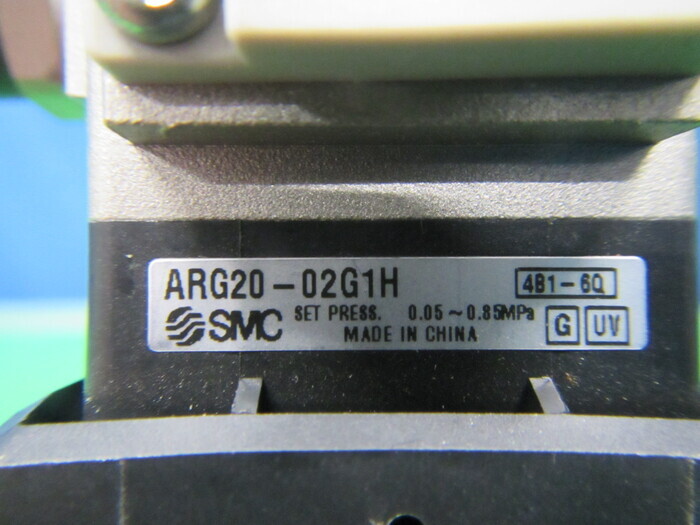 ARG20-02G1H 4B1-6Q
SMC SET PRESS. 0.05~0.85MPa G UV
MADE IN CHINA